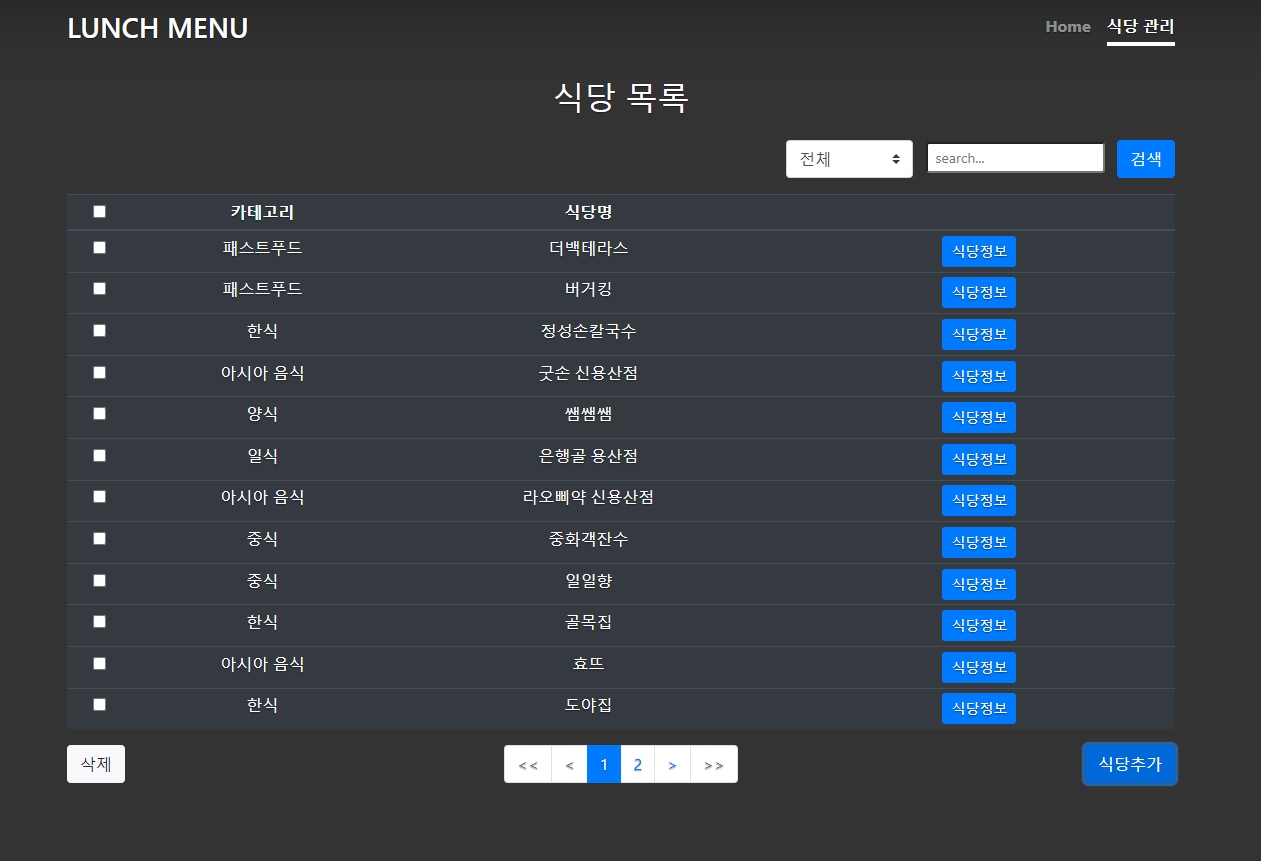 LUNCH MENU Home 식당 관리
식당 목록
전체 search... 검색
카테고리 식당명
패스트푸드 더백테라스 식당정보
패스트푸드 버거킹 식당정보
한식 정성손칼국수 식당정보
아시아 음식 굿손 신용산점 식당정보
양식 쌤쌤쌤 식당정보
일식 은행골 용산점 식당정보
아시아 음식 라오삐약 신용산점 식당정보
중식 중화객잔수 식당정보
중식 일일향 식당정보
한식 골목집 식당정보
아시아 음식 효뜨 식당정보
한식 도야집 식당정보
삭제 << < 1 2 > >> 식당추가